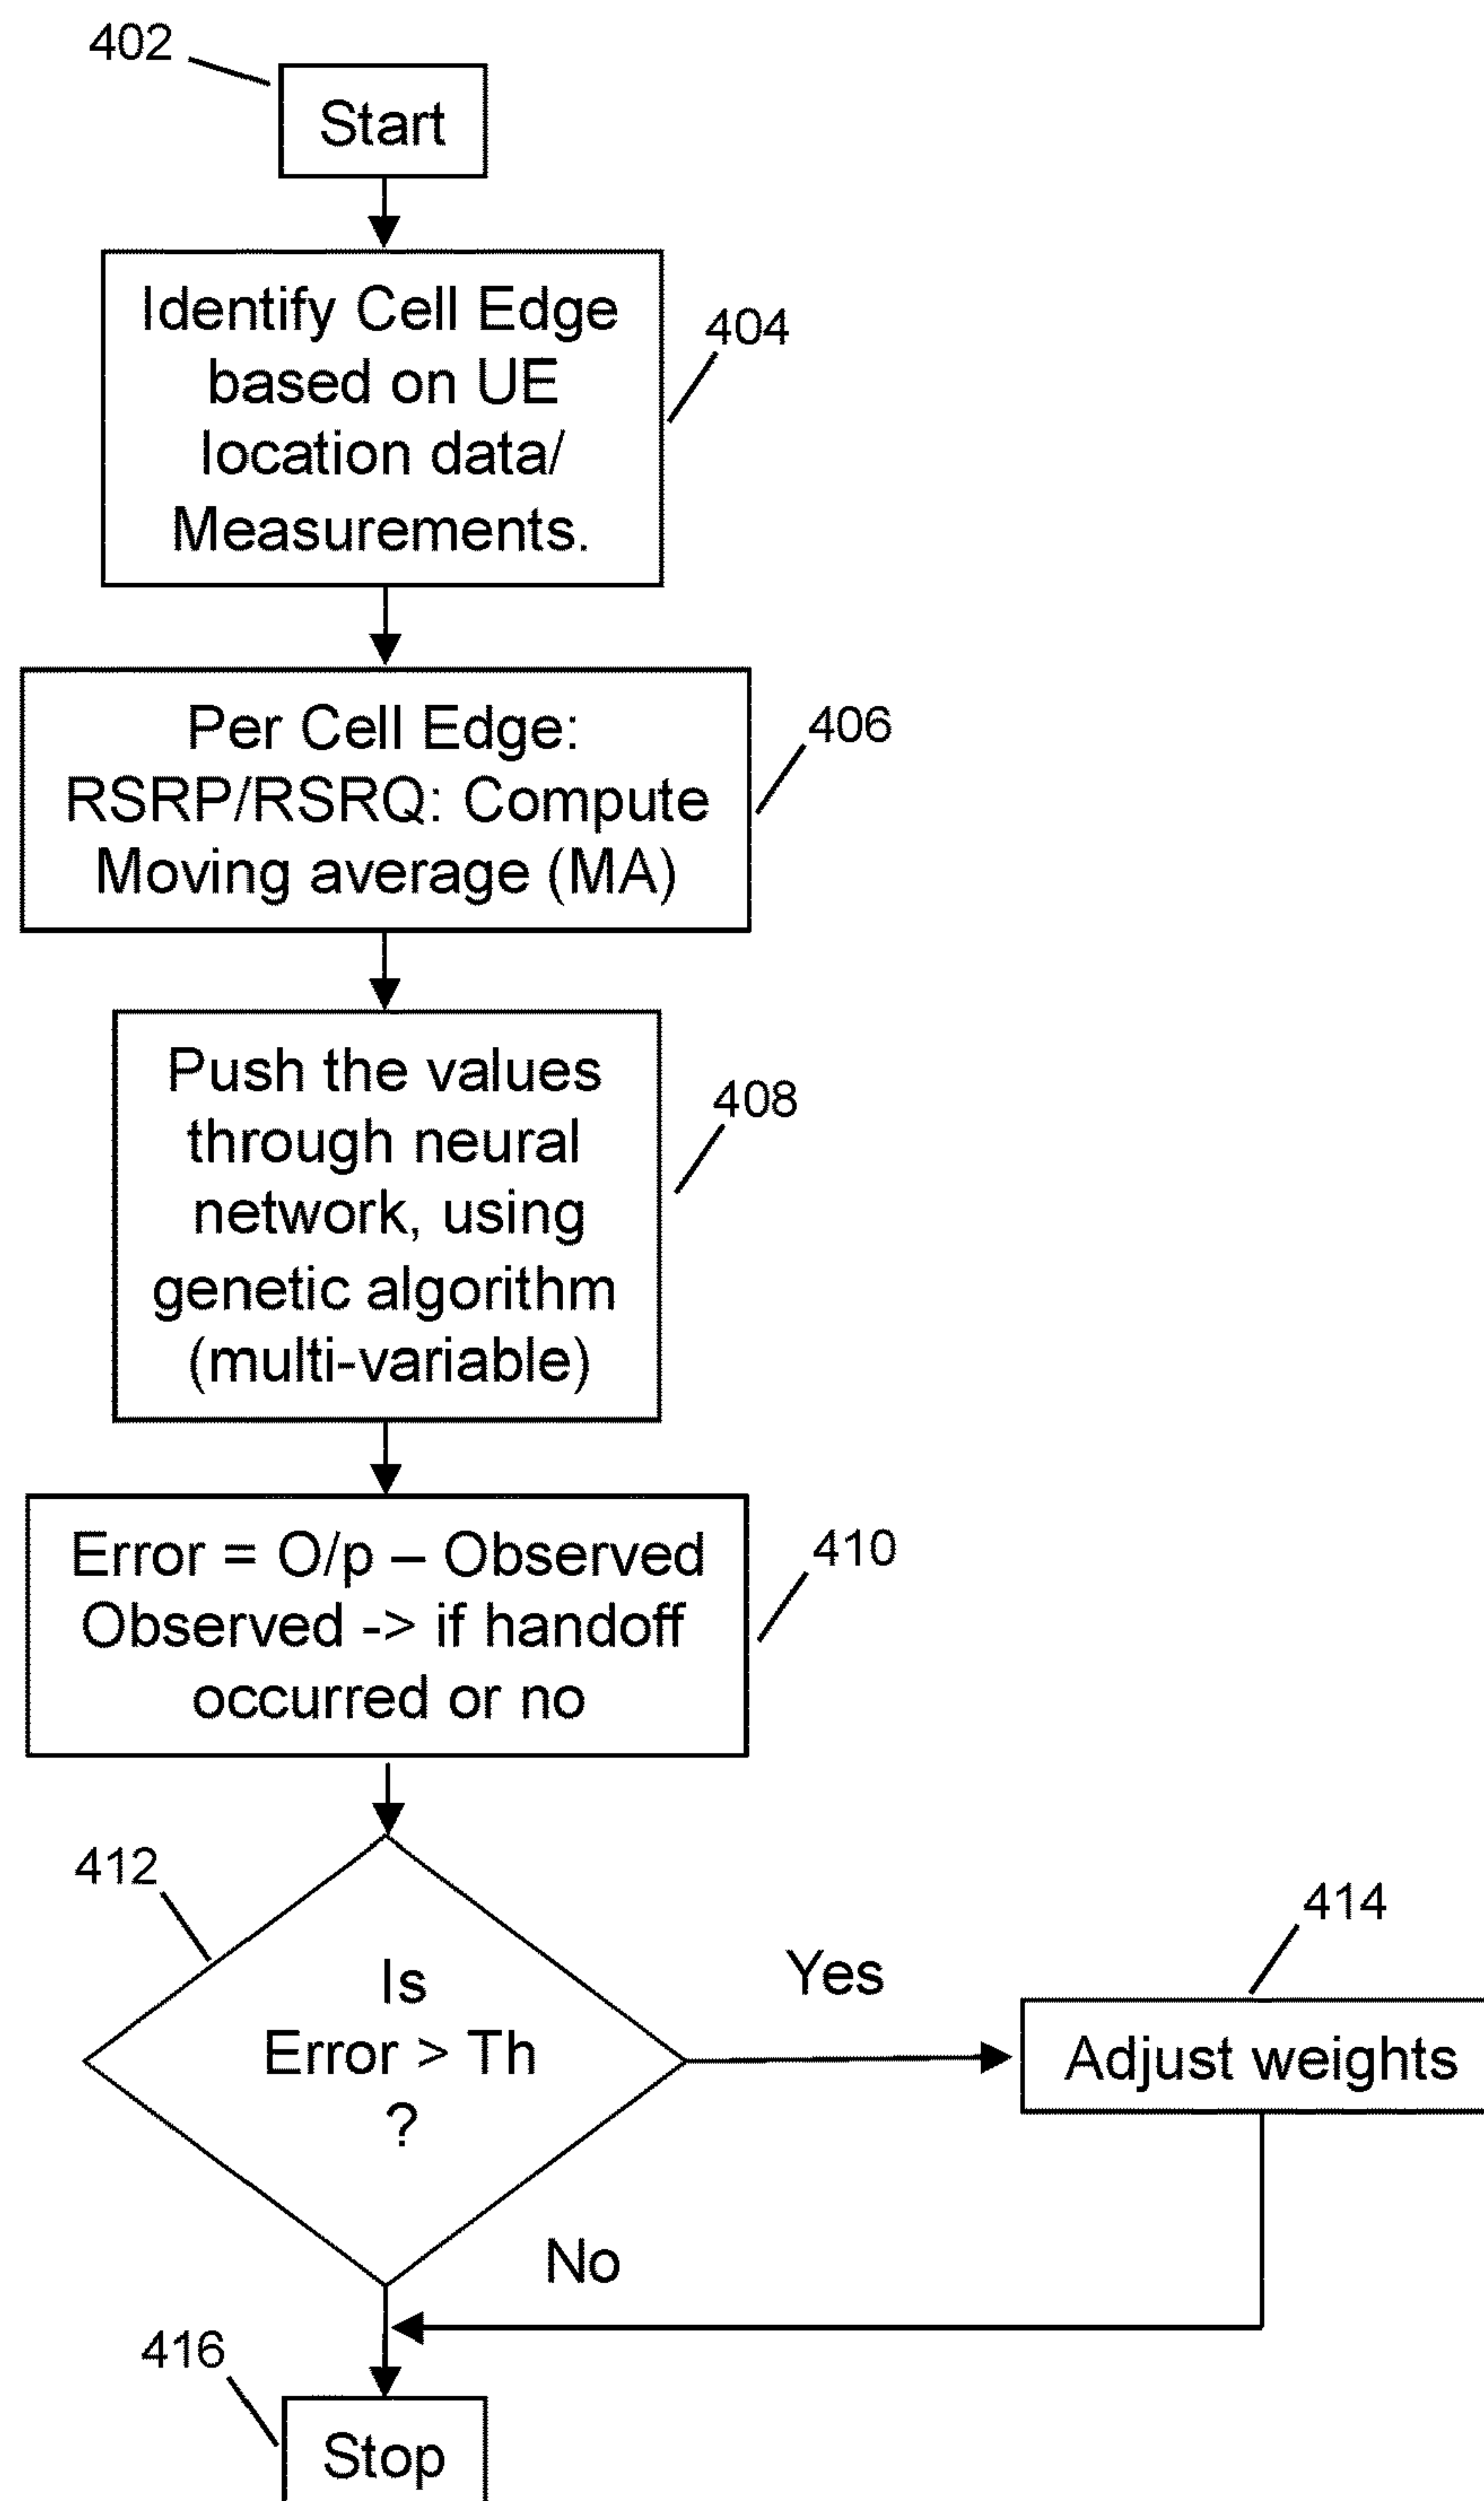 402
Start
Identify Cell Edge
based on UE
location data/
Measurements.
404
Per Cell Edge:
RSRP/RSRQ: Compute
Moving average (MA)
406
Push the values
through neural
network, using
genetic algorithm
(multi-variable)
408
Error = O/p – Observed
Observed -> if handoff
occurred or no
410
412
Is
Error > Th
?
Yes
414
Adjust weights
No
416
Stop